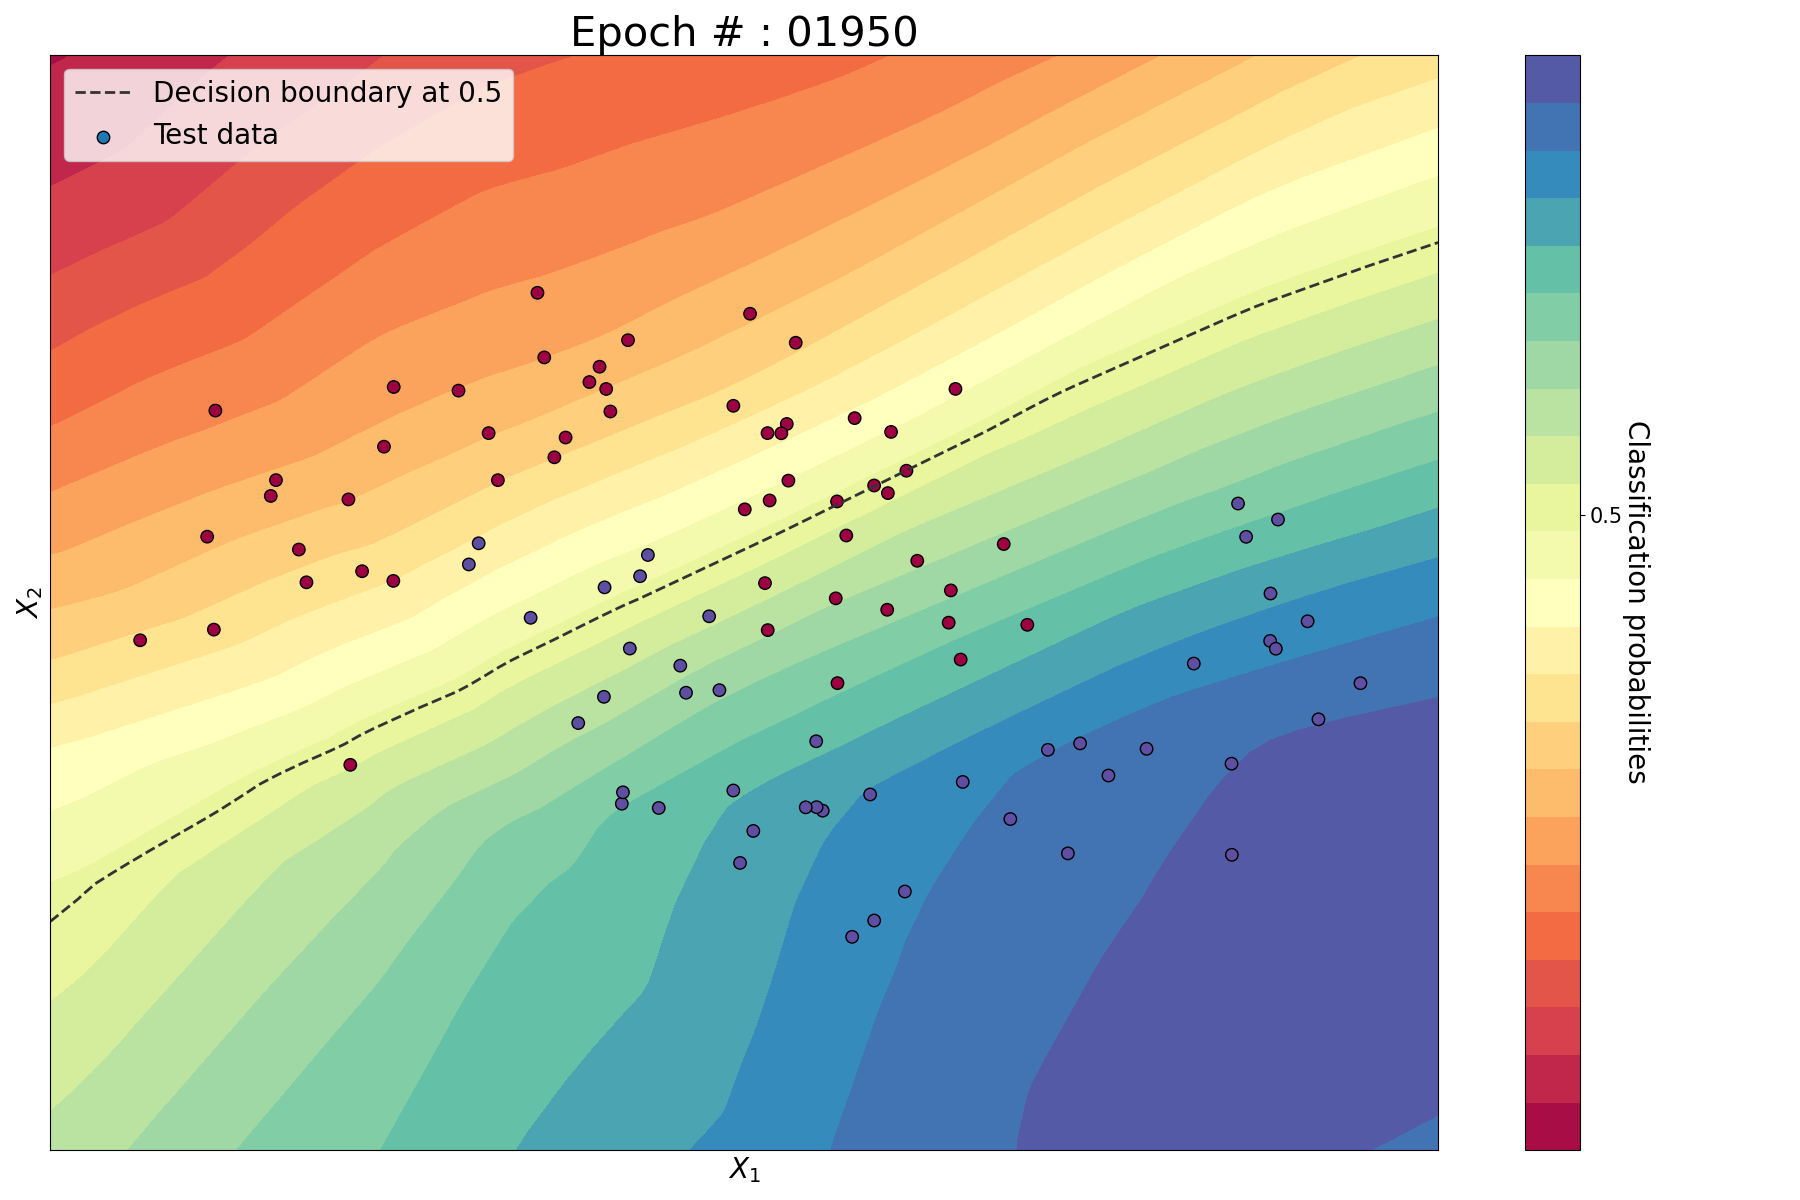 Epoch # : 01950
Decision boundary at 0.5
Test data
X₂
X₁
0.5
Classification probabilities